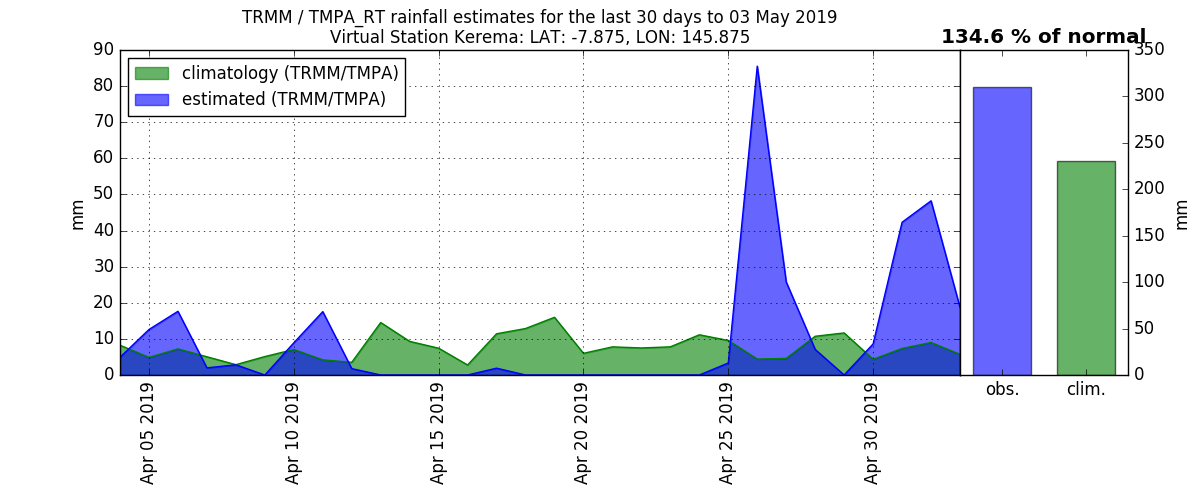 TRMM / TMPA_RT rainfall estimates for the last 30 days to 03 May 2019
Virtual Station Kerema: LAT: -7.875, LON: 145.875
134.6 % of normal
climatology (TRMM/TMPA)
estimated (TRMM/TMPA)
90
80
70
60
50
40
30
20
10
0
mm
Apr 05 2019
Apr 10 2019
Apr 15 2019
Apr 20 2019
Apr 25 2019
Apr 30 2019
obs.
clim.
350
300
250
200
150
100
50
0
mm